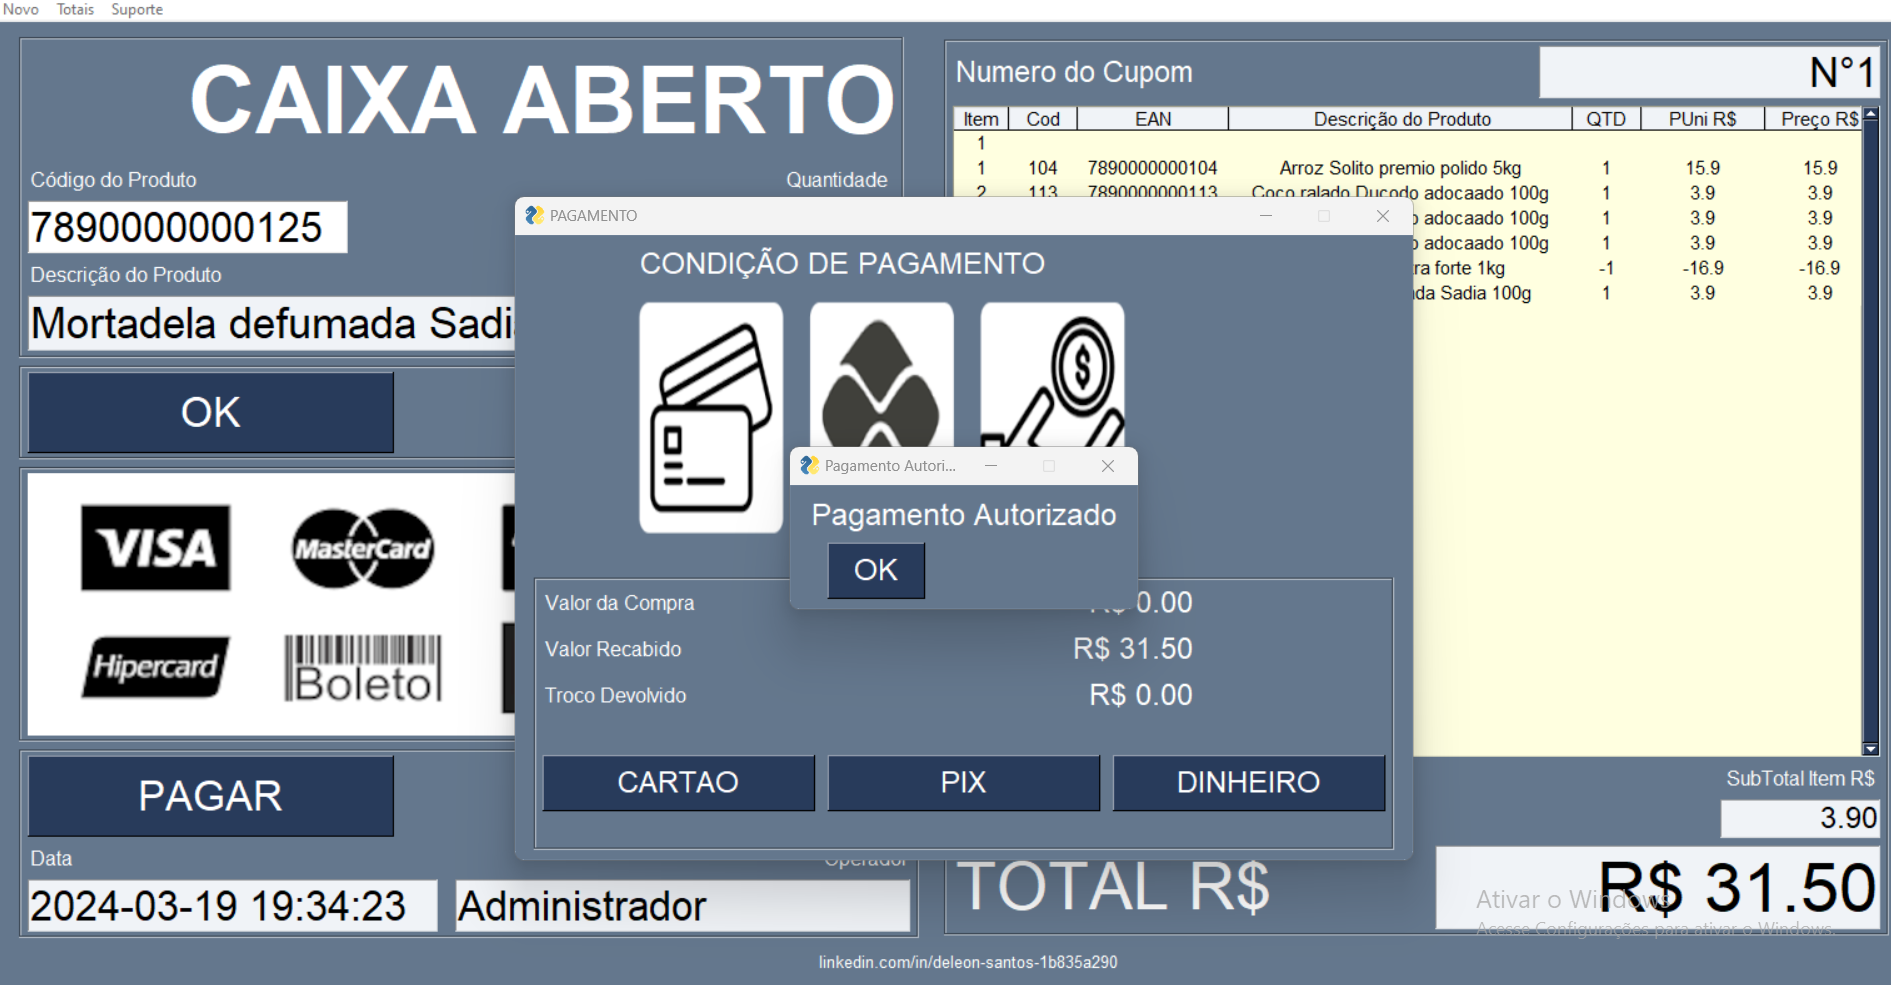 Novo Totais Suporte
CAIXA ABERTO
Código do Produto Quantidade
7890000000125
Descrição do Produto
Mortadela defumada Sadi
OK
VISA MasterCard
Hipercard Boleto
PAGAR
Data Operador
2024-03-19 19:34:23 Administrador
Numero do Cupom N°1
Item Cod EAN Descrição do Produto QTD PUni R$ Preço R$
1
1 104 7890000000104 Arroz Solito premio polido 5kg 1 15.9 15.9
2 113 7890000000113 Coco ralado Ducodo adocaado 100g 1 3.9 3.9
adocaado 100g 1 3.9 3.9
adocaado 100g 1 3.9 3.9
forte 1kg -1 -16.9 -16.9
Sadia 100g 1 3.9 3.9
PAGAMENTO
CONDIÇÃO DE PAGAMENTO
Pagamento Autori...
Pagamento Autorizado
OK
Valor da Compra R$ 0.00
Valor Recabido R$ 31.50
Troco Devolvido R$ 0.00
CARTAO PIX DINHEIRO
SubTotal Item R$
3.90
TOTAL R$ R$ 31.50
Ativar o Windows
Acesse Configurações para ativar o Windows.
linkedin.com/in/deleon-santos-1b835a290